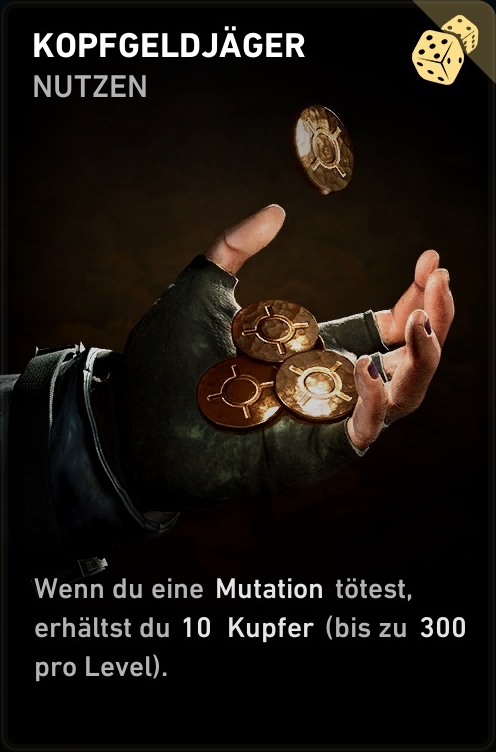 KOPFGELDJÄGER
NUTZEN
Wenn du eine Mutation tötest,
erhältst du 10 Kupfer (bis zu 300
pro Level).